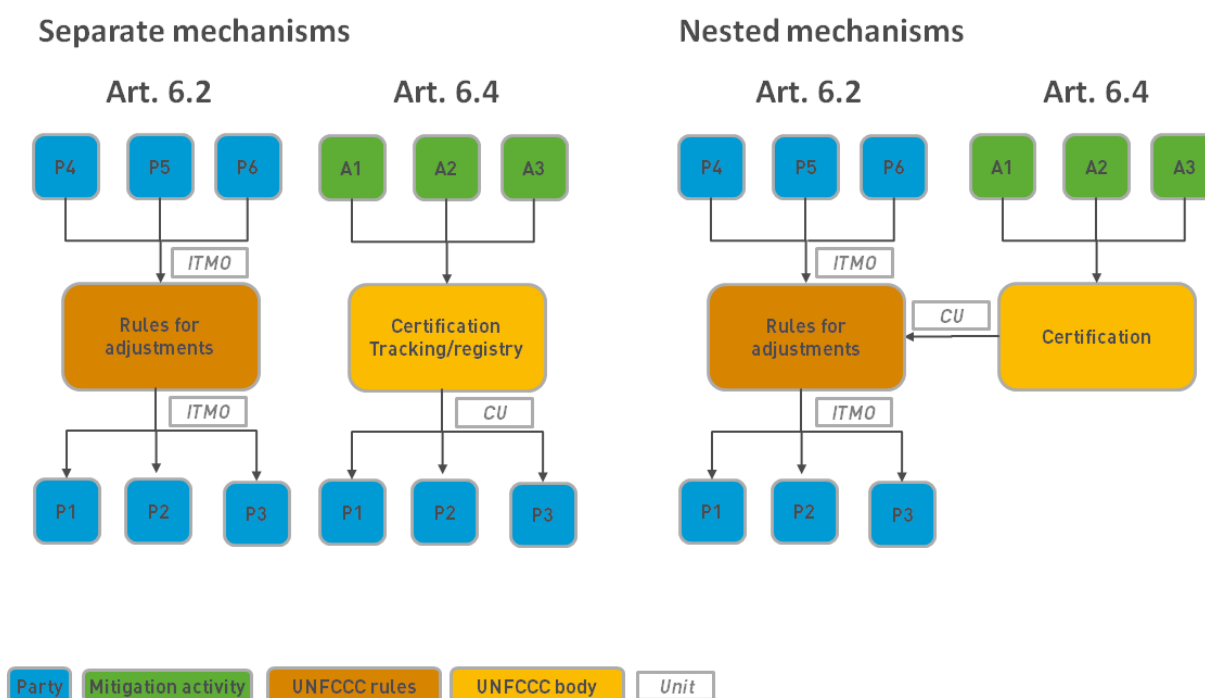 Separate mechanisms
Art. 6.2
Art. 6.4
P4
P5
P6
A1
A2
A3
ITMO
Rules for
adjustments
Certification
Tracking/registry
ITMO
CU
P1
P2
P3
P1
P2
P3
Nested mechanisms
Art. 6.2
Art. 6.4
P4
P5
P6
A1
A2
A3
ITMO
Rules for
adjustments
CU
Certification
ITMO
P1
P2
P3
Party
Mitigation activity
UNFCCC rules
UNFCCC body
Unit